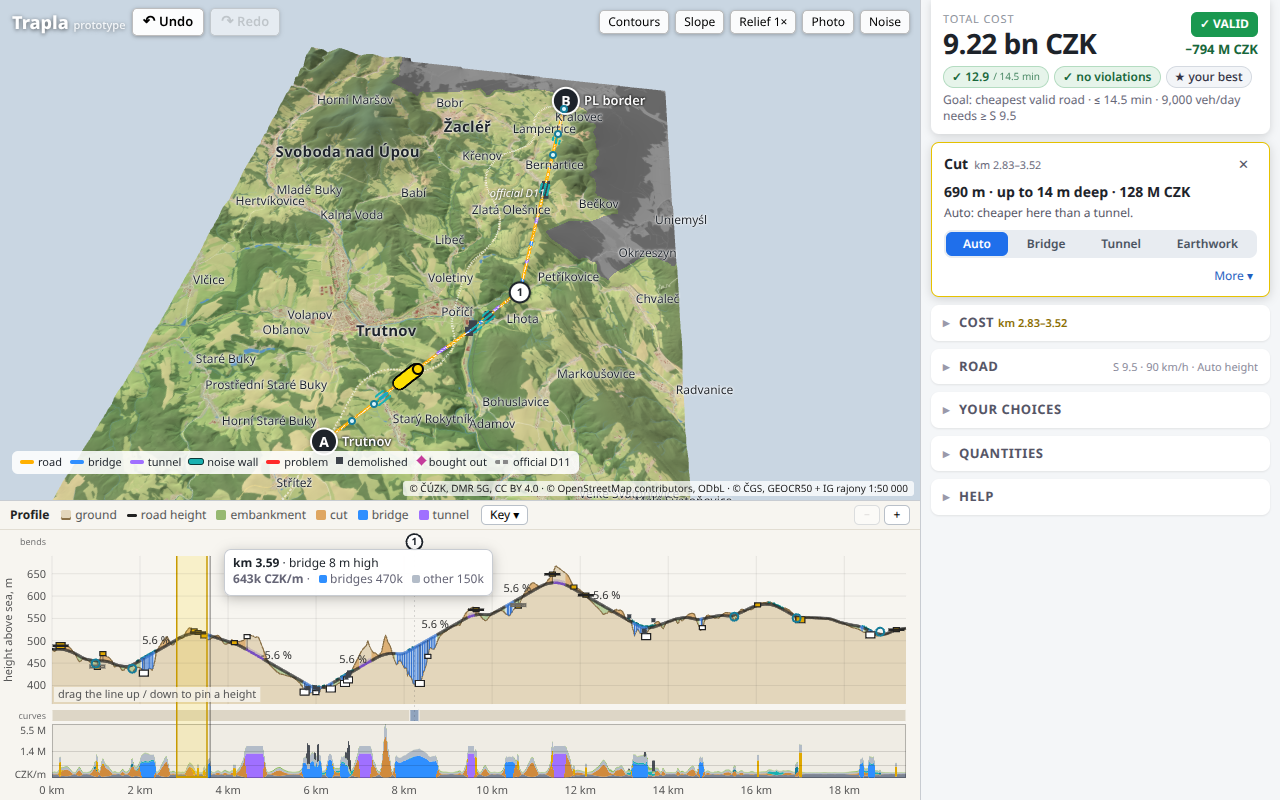 Trapla prototype
↶ Undo
↷ Redo
Contours
Slope
Relief 1×
Photo
Noise
Horní Maršov
Bobr
B PL border
Královec
Žacléř
Lampertice
Svoboda nad Úpou
Křenov
Bernartice
Mladé Buky
Babí
official D11
Hertvíkovice
Zlatá Olešnice
Bečkov
Kalná Voda
Uniemyśl
Libeč
Okrzeszyn
Vlčice
Voletiny
Petříkovice
1
Chvaleč
Volanov
Poříčí
Lhota
Oblanov
Trutnov
Staré Buky
Markoušovice
Prostřední Staré Buky
Radvanice
Bohuslavice
Horní Staré Buky
Starý Rokytník
Adamov
A Trutnov
road
bridge
tunnel
noise wall
problem
demolished
bought out
official D11
Střítež
© ČÚZK, DMR 5G, CC BY 4.0 · © OpenStreetMap contributors, ODbL · © ČGS, GEOCR50 + IG rajony 1:50 000
Profile
ground
road height
embankment
cut
bridge
tunnel
Key ▾
−
+
bends
1
km 3.59 · bridge 8 m high
643k CZK/m · bridges 470k other 150k
height above sea, m
650
600
550
500
450
400
5.6 %
5.6 %
5.6 %
5.6 %
5.6 %
5.6 %
drag the line up / down to pin a height
curves
5.5 M
1.4 M
CZK/m
0 km
2 km
4 km
6 km
8 km
10 km
12 km
14 km
16 km
18 km
TOTAL COST
✓ VALID
9.22 bn CZK
−794 M CZK
✓ 12.9 / 14.5 min
✓ no violations
★ your best
Goal: cheapest valid road · ≤ 14.5 min · 9,000 veh/day
needs ≥ S 9.5
Cut km 2.83–3.52
✕
690 m · up to 14 m deep · 128 M CZK
Auto: cheaper here than a tunnel.
Auto
Bridge
Tunnel
Earthwork
More ▾
▶ COST km 2.83–3.52
▶ ROAD
S 9.5 · 90 km/h · Auto height
▶ YOUR CHOICES
▶ QUANTITIES
▶ HELP